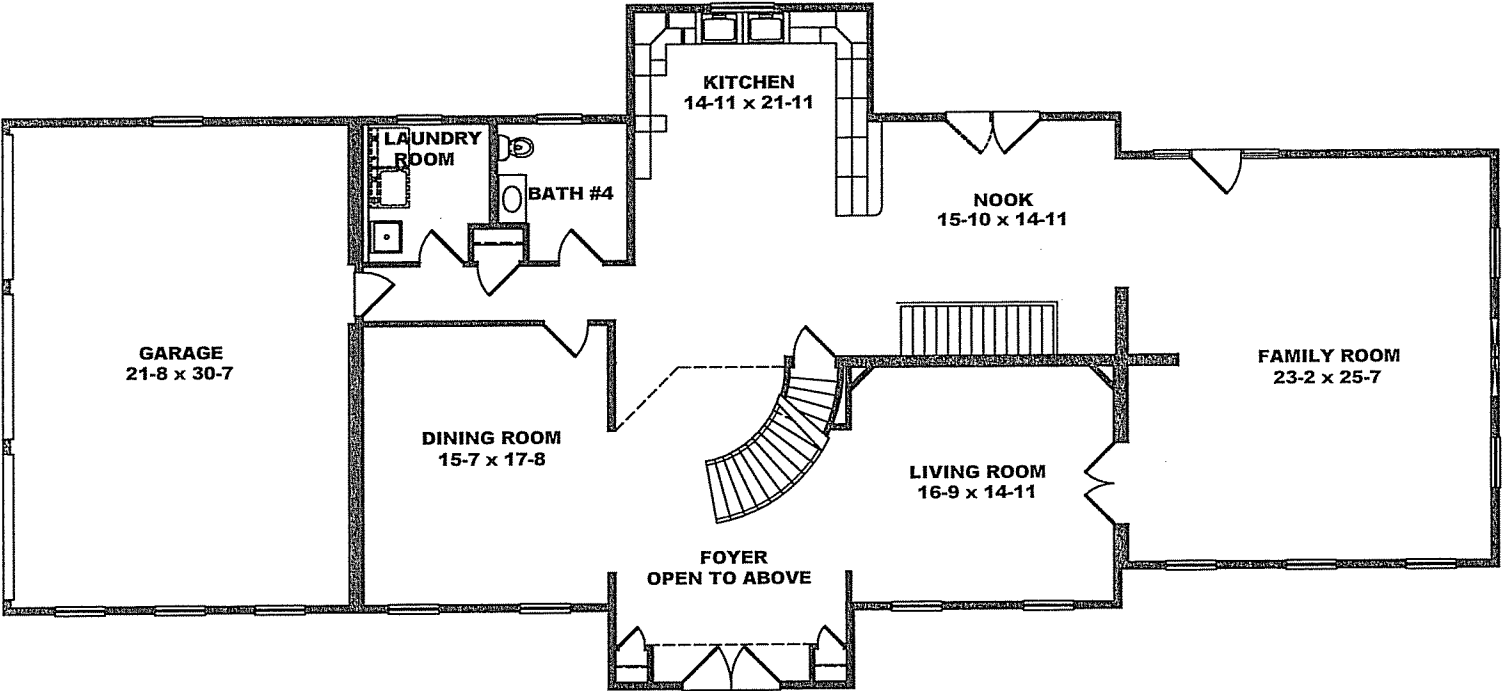 KITCHEN
14-11 x 21-11
LAUNDRY
ROOM
BATH #4
NOOK
15-10 x 14-11
GARAGE
21-8 x 30-7
FAMILY ROOM
23-2 x 25-7
DINING ROOM
15-7 x 17-8
LIVING ROOM
16-9 x 14-11
FOYER
OPEN TO ABOVE